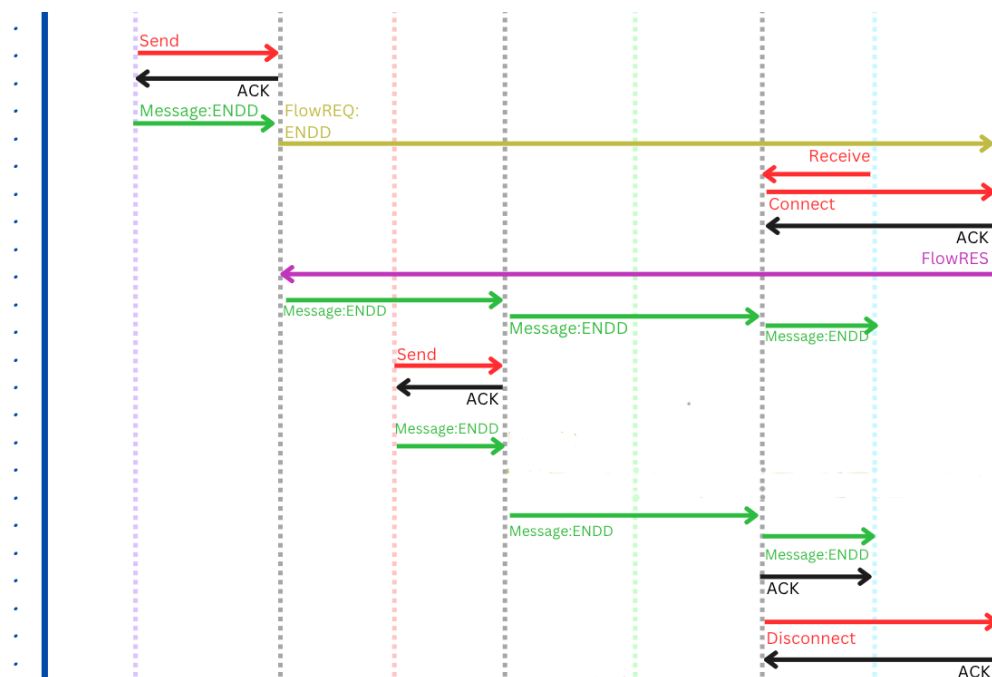 Send
ACK
Message:ENDD
FlowREQ:
ENDD
Receive
Connect
ACK
FlowRES
Message:ENDD
Message:ENDD
Message:ENDD
Send
ACK
Message:ENDD
Message:ENDD
Message:ENDD
ACK
Disconnect
ACK